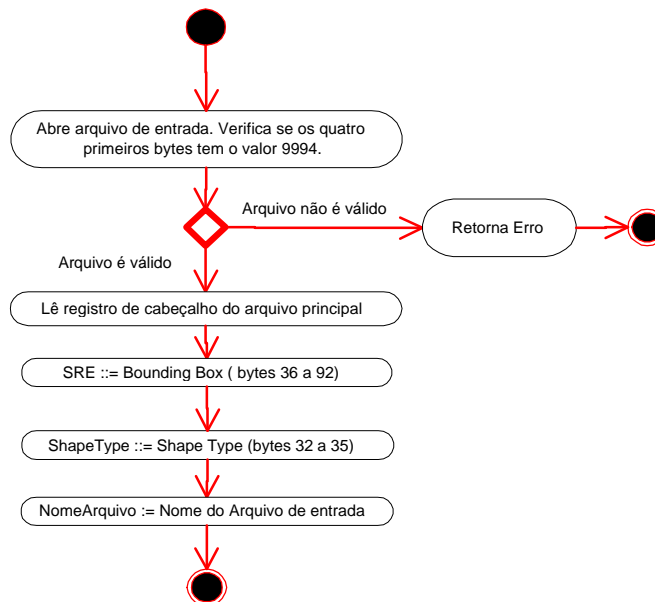 Abre arquivo de entrada. Verifica se os quatro
primeiros bytes tem o valor 9994.
Arquivo não é válido
Retorna Erro
Arquivo é válido
Lê registro de cabeçalho do arquivo principal
SRE ::= Bounding Box ( bytes 36 a 92)
ShapeType ::= Shape Type (bytes 32 a 35)
NomeArquivo := Nome do Arquivo de entrada